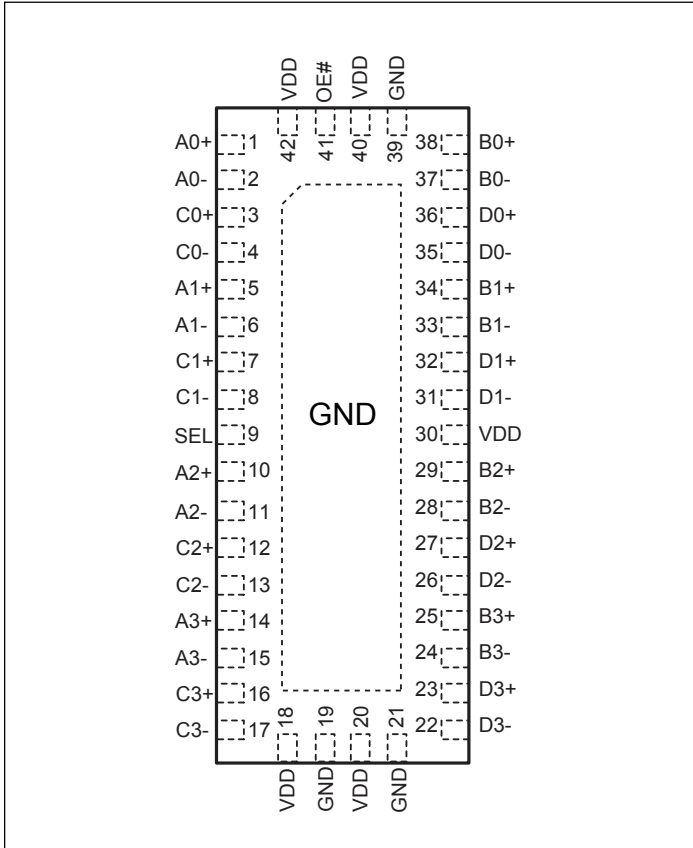 VDD OE# VDD GND
42 41 40 39
A0+ 1 38 B0+
A0- 2 37 B0-
C0+ 3 36 D0+
C0- 4 35 D0-
A1+ 5 34 B1+
A1- 6 33 B1-
C1+ 7 32 D1+
C1- 8 31 D1-
GND
SEL 9 30 VDD
A2+ 10 29 B2+
A2- 11 28 B2-
C2+ 12 27 D2+
C2- 13 26 D2-
A3+ 14 25 B3+
A3- 15 24 B3-
C3+ 16 23 D3+
C3- 17 22 D3-
18 19 20 21
VDD GND VDD GND